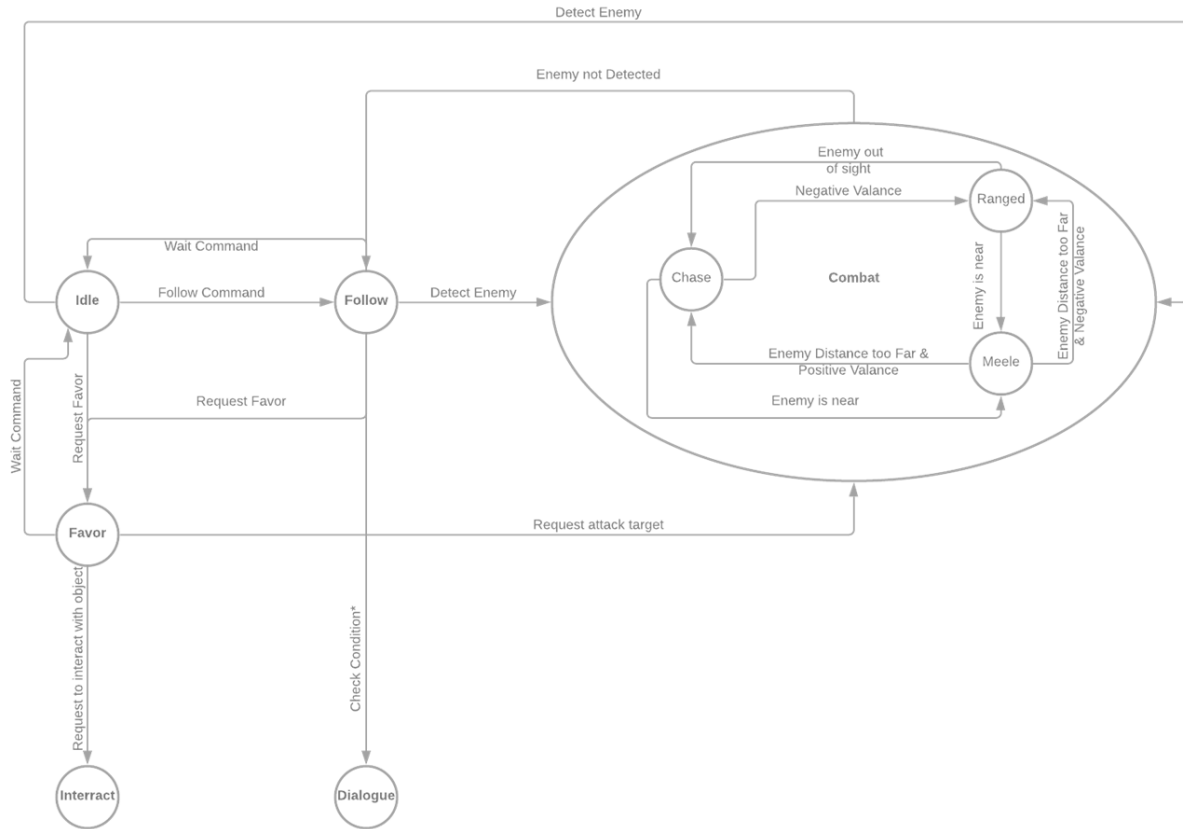 Detect Enemy
Enemy not Detected
Enemy out
of sight
Negative Valance
Ranged
Wait Command
Idle
Follow Command
Follow
Detect Enemy
Chase
Combat
Enemy is near
Enemy Distance too Far
& Negative Valance
Enemy Distance too Far &
Positive Valance
Meele
Enemy is near
Wait Command
Request Favor
Request Favor
Favor
Request attack target
Request to interact with object
Check Condition*
Interract
Dialogue